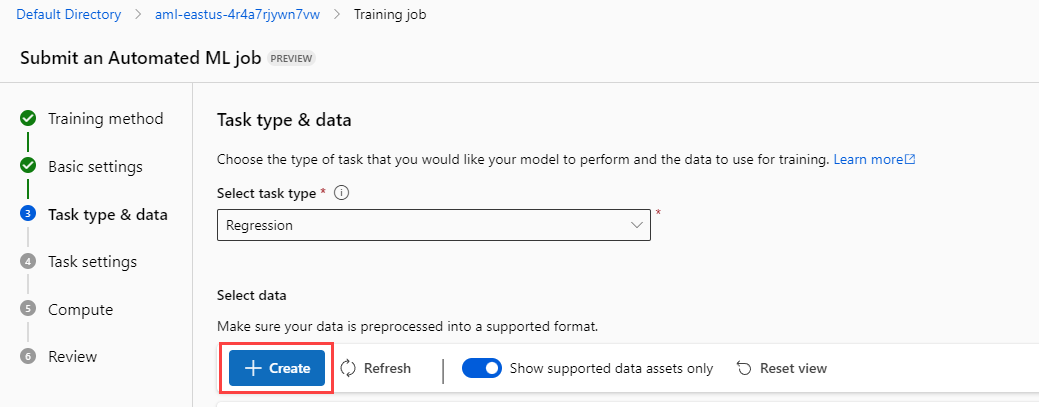 Default Directory > aml-eastus-4r4a7rjywn7vw > Training job
Submit an Automated ML job PREVIEW
Training method
Basic settings
3 Task type & data
4 Task settings
5 Compute
6 Review
Task type & data
Choose the type of task that you would like your model to perform and the data to use for training. Learn more
Select task type *
Regression *
Select data
Make sure your data is preprocessed into a supported format.
+ Create Refresh | Show supported data assets only Reset view